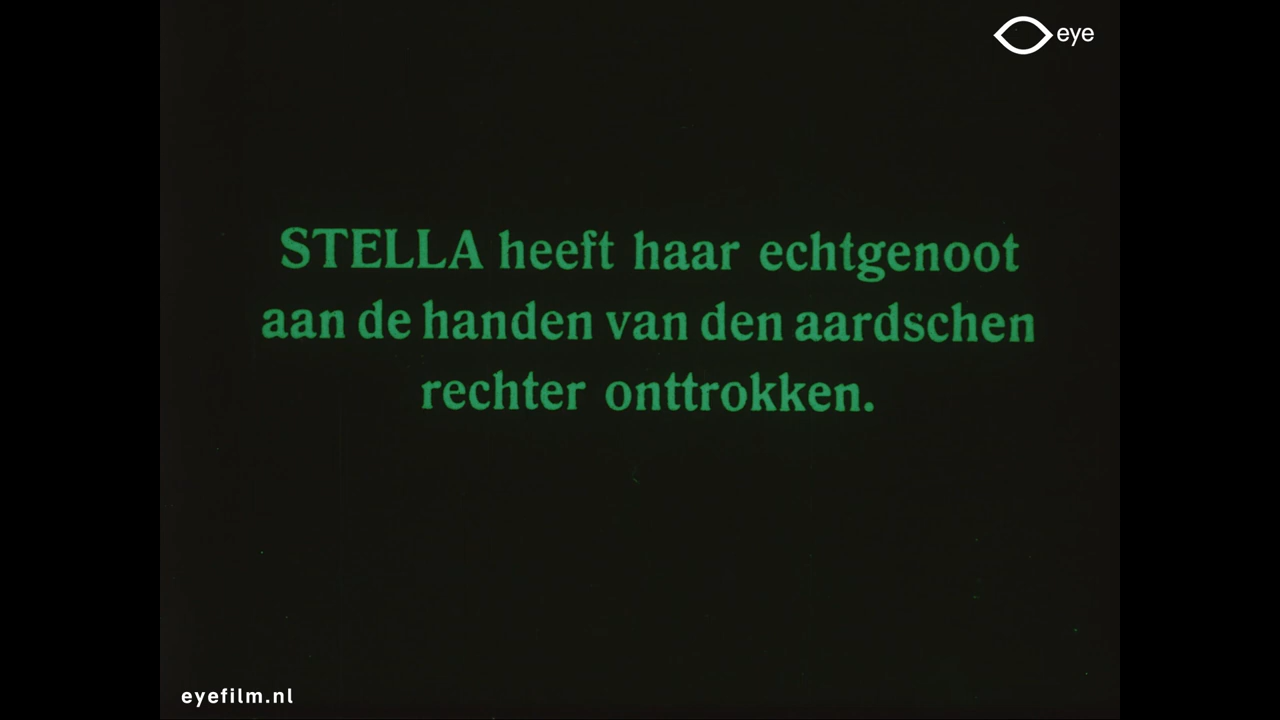 eye
STELLA heeft haar echtgenoot
aan de handen van den aardschen
rechter onttrokken.
eyefilm.nl